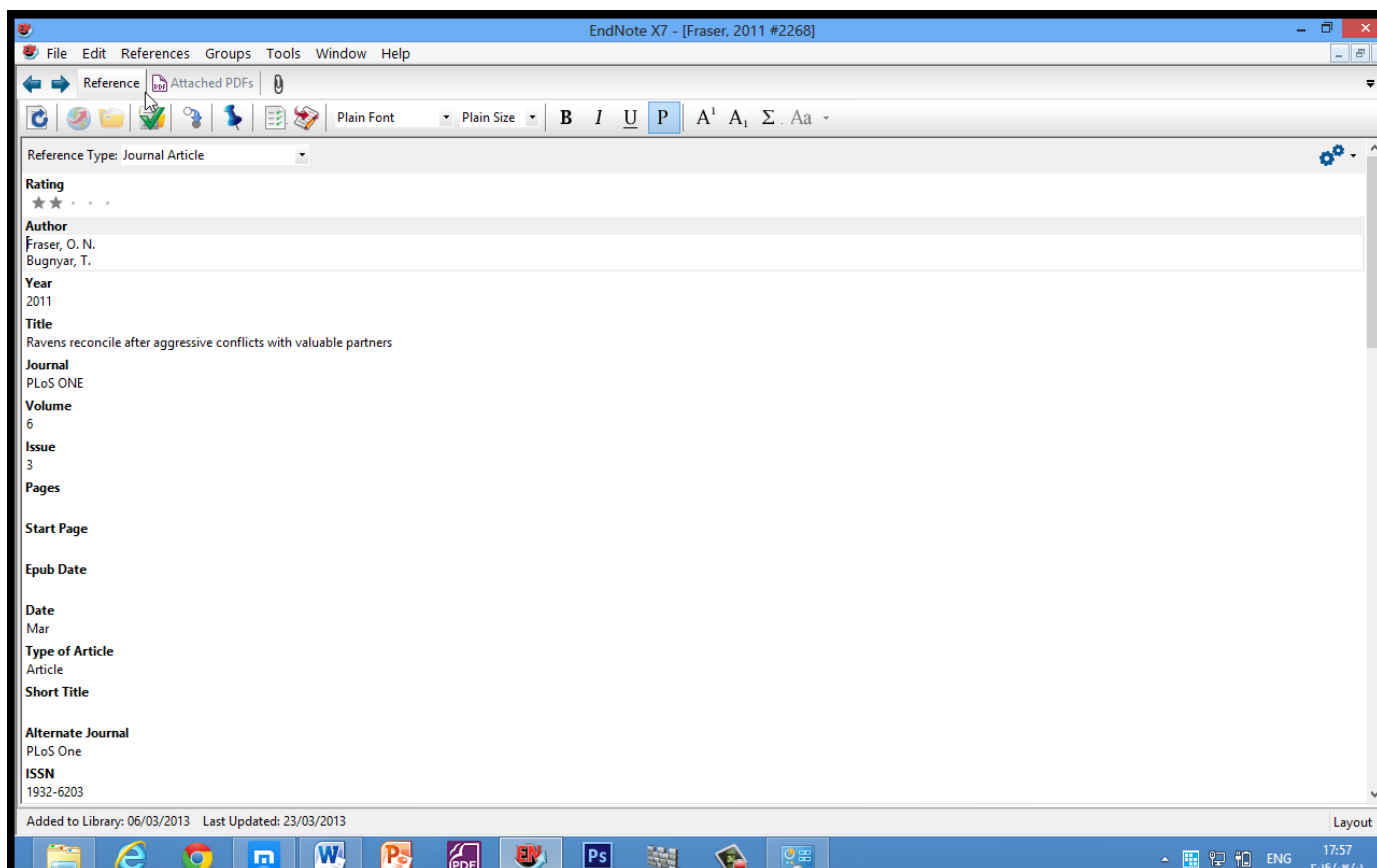 EndNote X7 - [Fraser, 2011 #2268]
File Edit References Groups Tools Window Help
Reference Attached PDFs
Plain Font Plain Size B I U P A¹ A₁ Σ Aa
Reference Type: Journal Article
Rating
Author
Fraser, O. N.
Bugnyar, T.
Year
2011
Title
Ravens reconcile after aggressive conflicts with valuable partners
Journal
PLoS ONE
Volume
6
Issue
3
Pages
Start Page
Epub Date
Date
Mar
Type of Article
Article
Short Title
Alternate Journal
PLoS One
ISSN
1932-6203
Added to Library: 06/03/2013 Last Updated: 23/03/2013
Layout
ENG 17:57